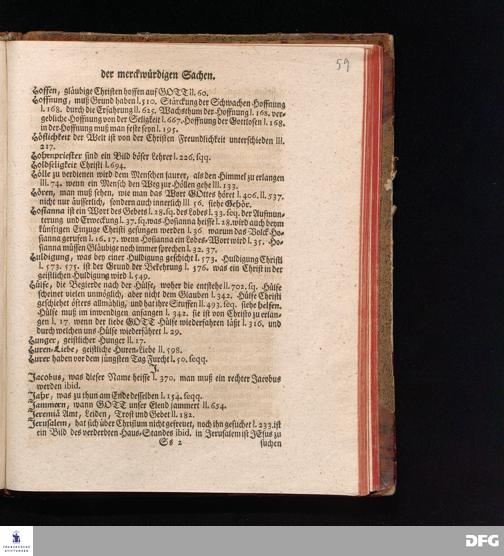 59
der merckwürdigen Sachen.
Hoffen, gläubige Christen hoffen auf GOTT II. 60.
Hoffnung, muß Grund haben I. 510. Stärckung der Schwachen Hoffnung
I. 168. durch die Erfahrung II. 625. Wachsthum der Hoffnung I. 168. ver-
gebliche Hoffnung von der Seligkeit I. 667. Hoffnung der Gottlosen I. 168.
in der Hoffnung muß man feste seyn I. 195.
Höflichkeit der Welt ist von der Christen Freundlichkeit unterschieden III.
217.
Hohenpriester sind ein Bild böser Lehrer I. 226. sqq.
Holdseligkeit Christi I. 694.
Hölle zu verdienen wird dem Menschen saurer, als den Himmel zu erlangen
III. 74. wenn ein Mensch den Weg zur Höllen gehe III. 133.
Hören, man muß sehen, wie man das Wort GOttes höret I. 406. II. 537.
nicht nur äusserlich, sondern auch innerlich III. 56. siehe Gehör.
Hosianna ist ein Wort des Gebets I. 28. sq. des Lobes I. 33. seq. der Aufmun-
terung und Erweckung I. 37. sq. was Hosianna heisse I. 28. wird auch beym
künftigen Einzuge Christi gesungen werden I. 36. warum das Volck Ho-
sianna gerufen I. 16. 17. wenn Hosianna ein Lobes-Wort wird I. 35. Ho-
sianna müssen Gläubige noch immer sprechen I. 32. 37.
Huldigung, was bey einer Huldigung geschicht I. 573. Huldigung Christi
I. 573. 575. ist der Grund der Bekehrung I. 576. was ein Christ in der
geistlichen Huldigung wird I. 549.
Hülfe, die Begierde nach der Hülfe, woher die entstehe II. 702. sq. Hülfe
scheinet vielen unmöglich, aber nicht dem Glauben I. 342. Hülfe Christi
geschiehet öfters allmählig, und hat ihre Stuffen II. 493. seq. siehe helfen.
Hülfe muß im inwendigen anfangen I. 342. sie ist von Christo zu erlan-
gen I. 17. wenn der liebe GOTT Hülfe wiederfahren läßt I. 316. und
durch welchen uns Hülfe wiederfähret I. 29.
Hunger, geistlicher Hunger II. 17.
Huren-Liebe, geistliche Huren-Liebe II. 598.
Hurer haben vor dem jüngsten Tag Furcht I. 50. seqq.
J.
Jacobus, was dieser Name heisse I. 370. man muß ein rechter Jacobus
werden ibid.
Jahr, was zu thun am Ende desselben I. 154. seqq.
Jammern, wann GOTT unser Elend jammert II. 654.
Jeremiä Amt, Leiden, Trost und Gebet II. 182.
Jerusalem, hat sich über Christum nicht gefreuet, noch ihn gesuchet I. 233. ist
ein Bild des verderbten Haus-Standes ibid. in Jerusalem ist JEsus zu
Ss 2 suchen
FRANCKESCHE STIFTUNGEN
DFG